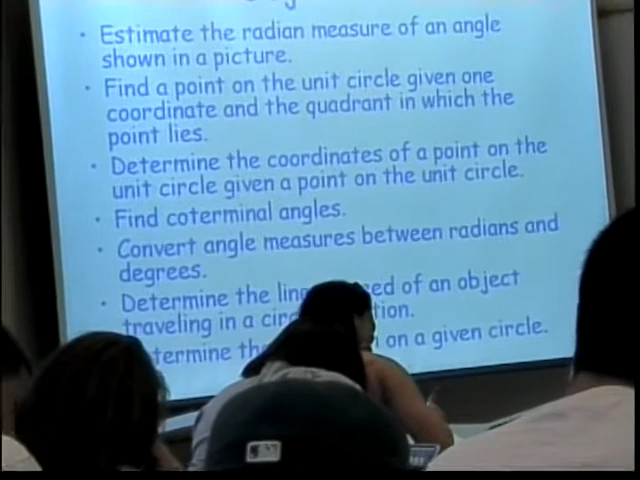 • Estimate the radian measure of an angle
shown in a picture.
• Find a point on the unit circle given one
coordinate and the quadrant in which the
point lies.
• Determine the coordinates of a point on the
unit circle given a point on the unit circle.
• Find coterminal angles.
• Convert angle measures between radians and
degrees.
• Determine the of an object
traveling in a
on a given circle.